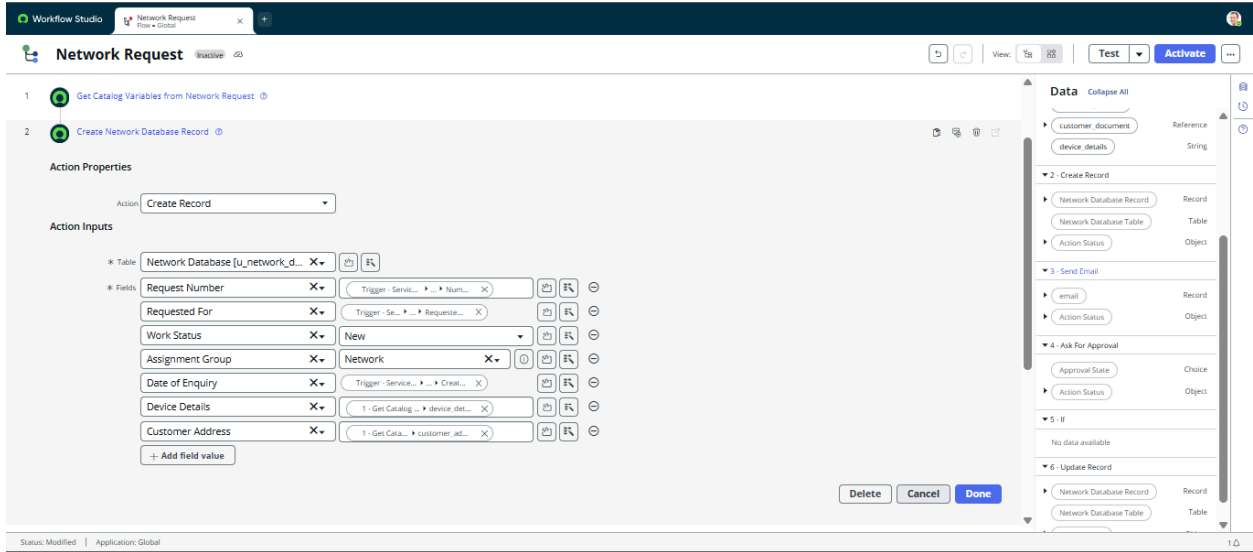 Workflow Studio
Network Request
Flow • Global
Network Request Inactive
View:
Test
Activate
1 Get Catalog Variables from Network Request
2 Create Network Database Record
Action Properties
Action Create Record
Action Inputs
* Table Network Database [u_network_d...
* Fields Request Number Trigger - Servic... ... Num...
Requested For Trigger - Se... ... Requeste...
Work Status New
Assignment Group Network
Date of Enquiry Trigger - Service... ... Creat...
Device Details 1 - Get Catalog ... device_det...
Customer Address 1 - Get Cata... customer_ad...
+ Add field value
Delete Cancel Done
Data Collapse All
customer_document Reference
device_details String
2 - Create Record
Network Database Record Record
Network Database Table Table
Action Status Object
3 - Send Email
email Record
Action Status Object
4 - Ask For Approval
Approval State Choice
Action Status Object
5 - If
No data available
6 - Update Record
Network Database Record Record
Network Database Table Table
Status: Modified | Application: Global
1